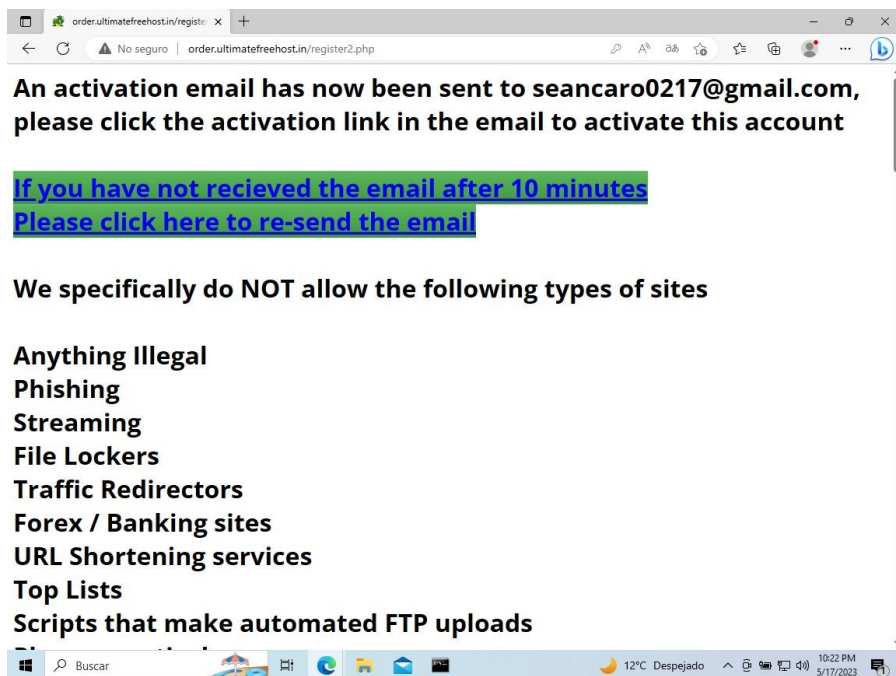 order.ultimatefreehost.in/registe
No seguro
order.ultimatefreehost.in/register2.php
An activation email has now been sent to seancaro0217@gmail.com,
please click the activation link in the email to activate this account
If you have not recieved the email after 10 minutes
Please click here to re-send the email
We specifically do NOT allow the following types of sites
Anything Illegal
Phishing
Streaming
File Lockers
Traffic Redirectors
Forex / Banking sites
URL Shortening services
Top Lists
Scripts that make automated FTP uploads
Buscar
12°C Despejado
10:22 PM
5/17/2023